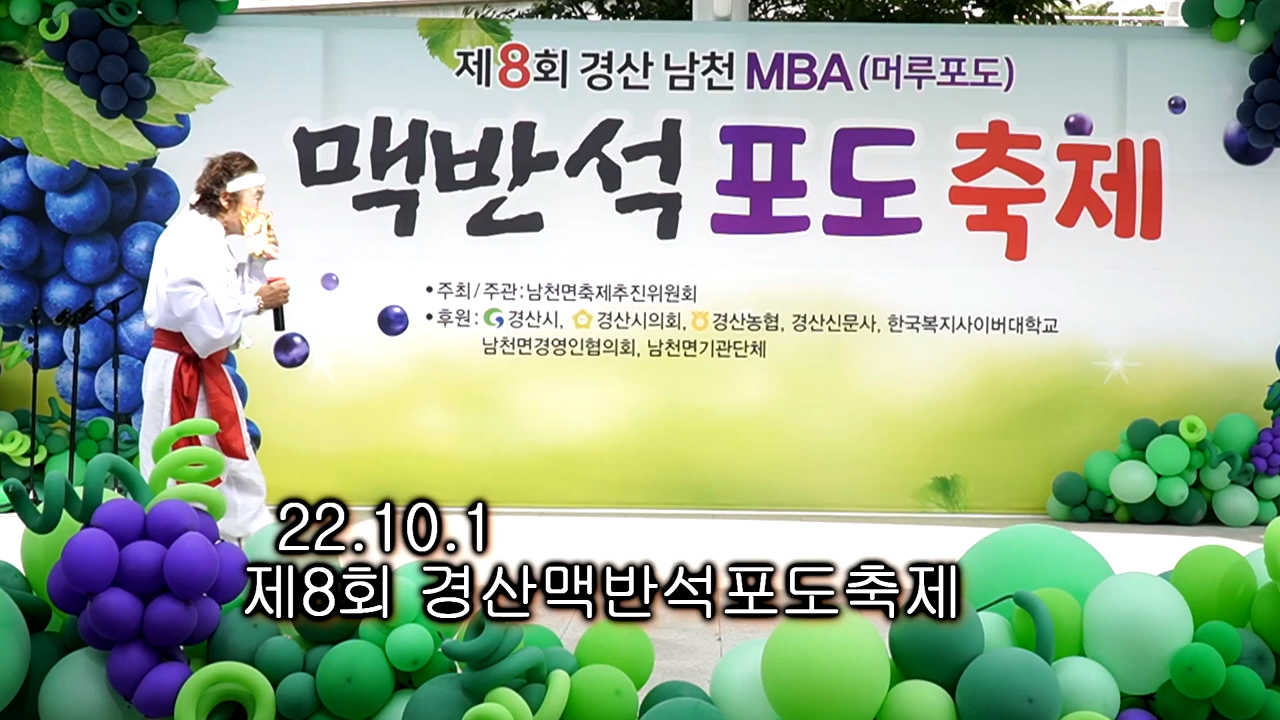 제8회 경산 남천 MBA(머루포도)
맥반석 포도 축제
•주최/주관:남천면축제추진위원회
•후원: 경산시, 경산시의회, 경산농협, 경산신문사, 한국복지사이버대학교
남천면경영인협의회, 남천면기관단체
22.10.1
제8회 경산맥반석포도축제